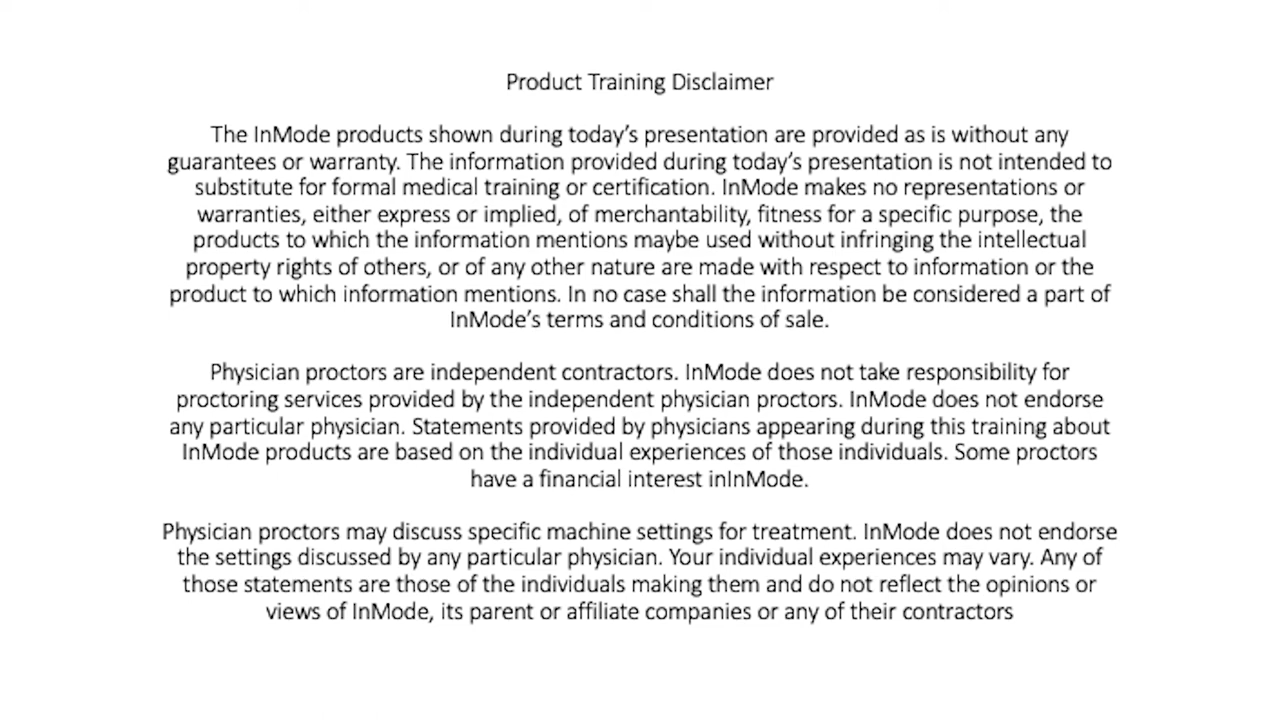 Product Training Disclaimer
The InMode products shown during today's presentation are provided as is without any
guarantees or warranty. The information provided during today's presentation is not intended to
substitute for formal medical training or certification. InMode makes no representations or
warranties, either express or implied, of merchantability, fitness for a specific purpose, the
products to which the information mentions maybe used without infringing the intellectual
property rights of others, or of any other nature are made with respect to information or the
product to which information mentions. In no case shall the information be considered a part of
InMode's terms and conditions of sale.
Physician proctors are independent contractors. InMode does not take responsibility for
proctoring services provided by the independent physician proctors. InMode does not endorse
any particular physician. Statements provided by physicians appearing during this training about
InMode products are based on the individual experiences of those individuals. Some proctors
have a financial interest inInMode.
Physician proctors may discuss specific machine settings for treatment. InMode does not endorse
the settings discussed by any particular physician. Your individual experiences may vary. Any of
those statements are those of the individuals making them and do not reflect the opinions or
views of InMode, its parent or affiliate companies or any of their contractors